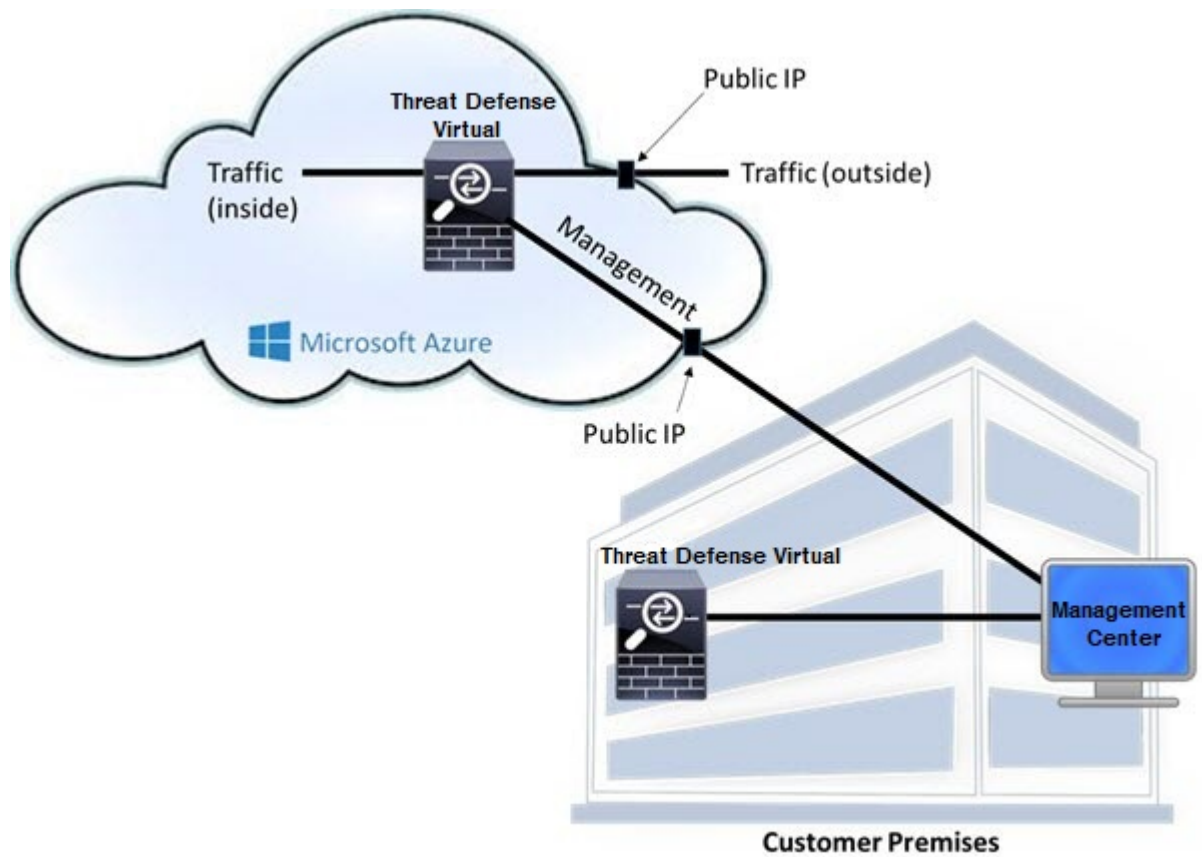 Public IP
Threat Defense
Virtual
Traffic
(inside)
Traffic (outside)
Management
Microsoft Azure
Public IP
Threat Defense Virtual
Management
Center
Customer Premises